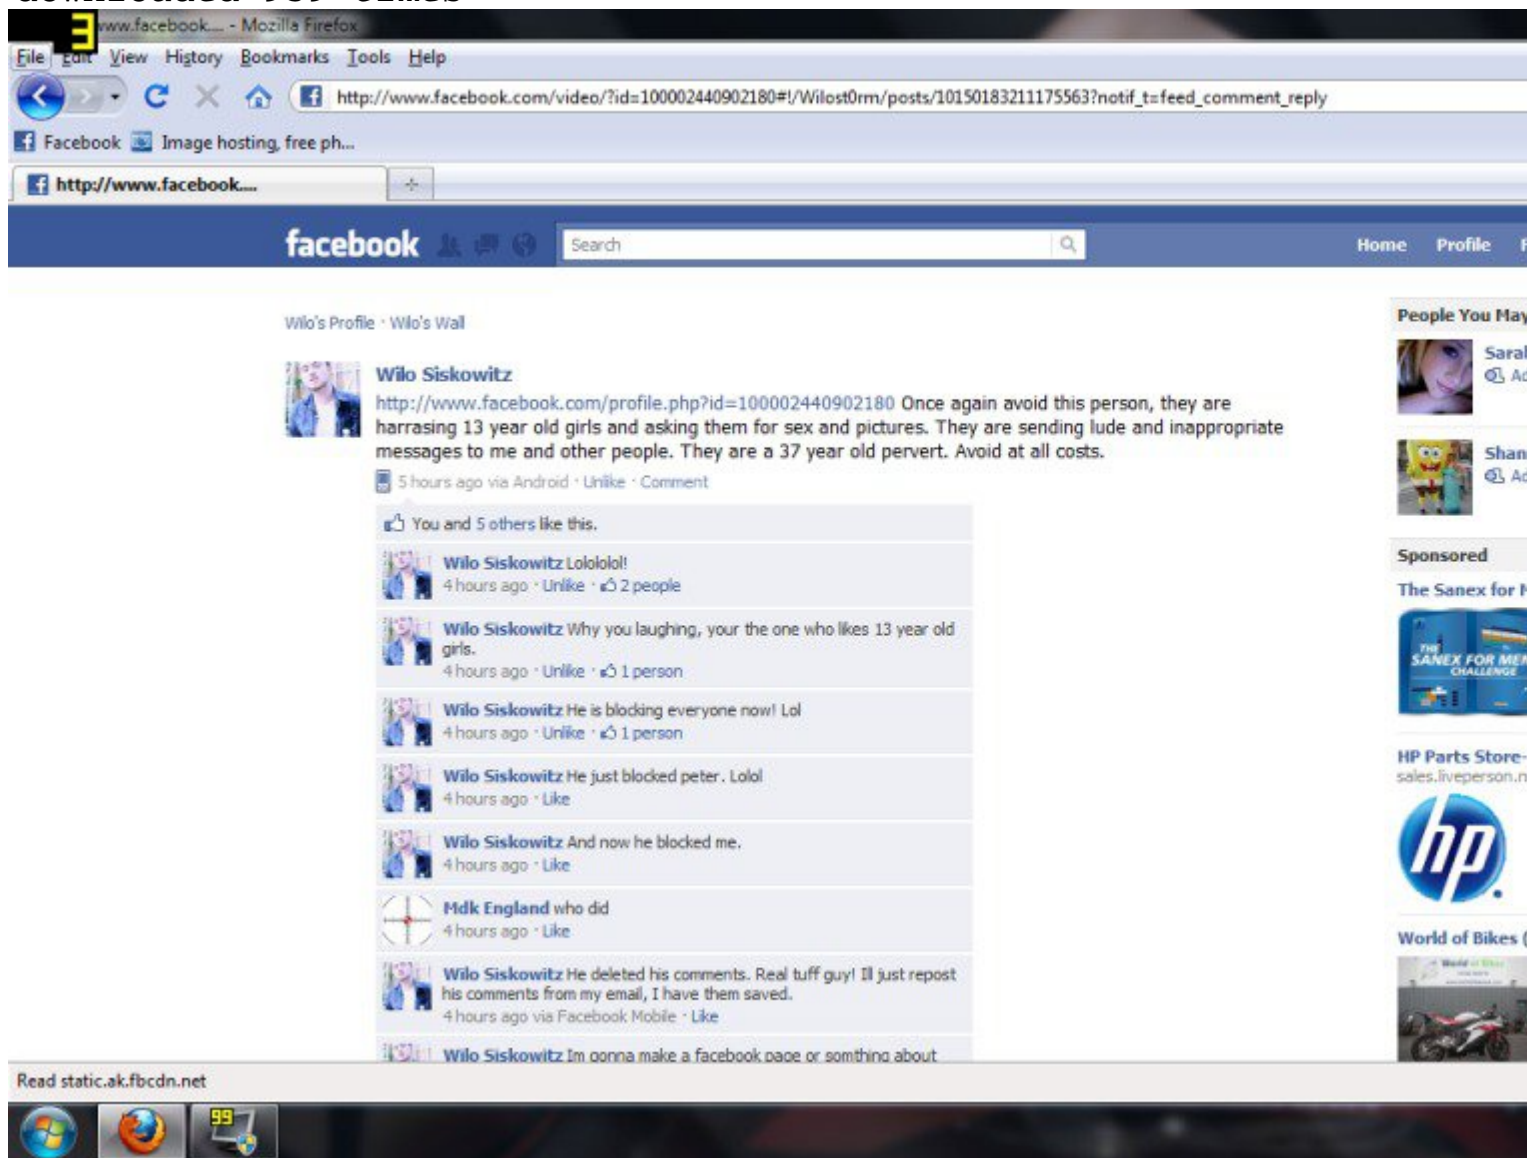 3
www.facebook.... - Mozilla Firefox
File Edit View History Bookmarks Tools Help
http://www.facebook.com/video/?id=100002440902180#!/Wilost0rm/posts/10150183211175563?notif_t=feed_comment_reply
Facebook Image hosting, free ph...
http://www.facebook....
facebook Search Home Profile
Wilo's Profile · Wilo's Wall
People You May
Wilo Siskowitz
http://www.facebook.com/profile.php?id=100002440902180 Once again avoid this person, they are
harrasing 13 year old girls and asking them for sex and pictures. They are sending lude and inappropriate
messages to me and other people. They are a 37 year old pervert. Avoid at all costs.
5 hours ago via Android · Unlike · Comment
You and 5 others like this.
Wilo Siskowitz Lolololol!
4 hours ago · Unlike · 2 people
Wilo Siskowitz Why you laughing, your the one who likes 13 year old
girls.
4 hours ago · Unlike · 1 person
Wilo Siskowitz He is blocking everyone now! Lol
4 hours ago · Unlike · 1 person
Wilo Siskowitz He just blocked peter. Lolol
4 hours ago · Like
Wilo Siskowitz And now he blocked me.
4 hours ago · Like
Mdk England who did
4 hours ago · Like
Wilo Siskowitz He deleted his comments. Real tuff guy! Ill just repost
his comments from my email, I have them saved.
4 hours ago via Facebook Mobile · Like
Wilo Siskowitz Im gonna make a facebook page or somthing about
Sponsored
The Sanex for
THE
SANEX FOR MEN
CHALLENGE
HP Parts Store-
sales.liveperson.n
hp
World of Bikes (
Read static.ak.fbcdn.net
99